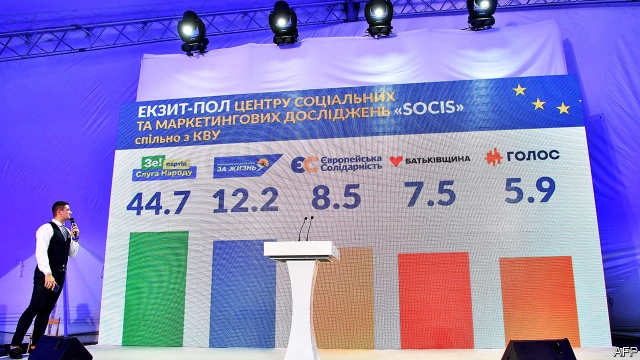 ЕКЗИТ-ПОЛ ЦЕНТРУ СОЦІАЛЬНИХ
ТА МАРКЕТИНГОВИХ ДОСЛІДЖЕНЬ «SOCIS»
спільно з КВУ
Зе! партія
Слуга Народу
ЗА ЖИТТЯ
ЄС Європейська
Солідарність
БАТЬКІВЩИНА
ГОЛОС
44.7 12.2 8.5 7.5 5.9
AFP